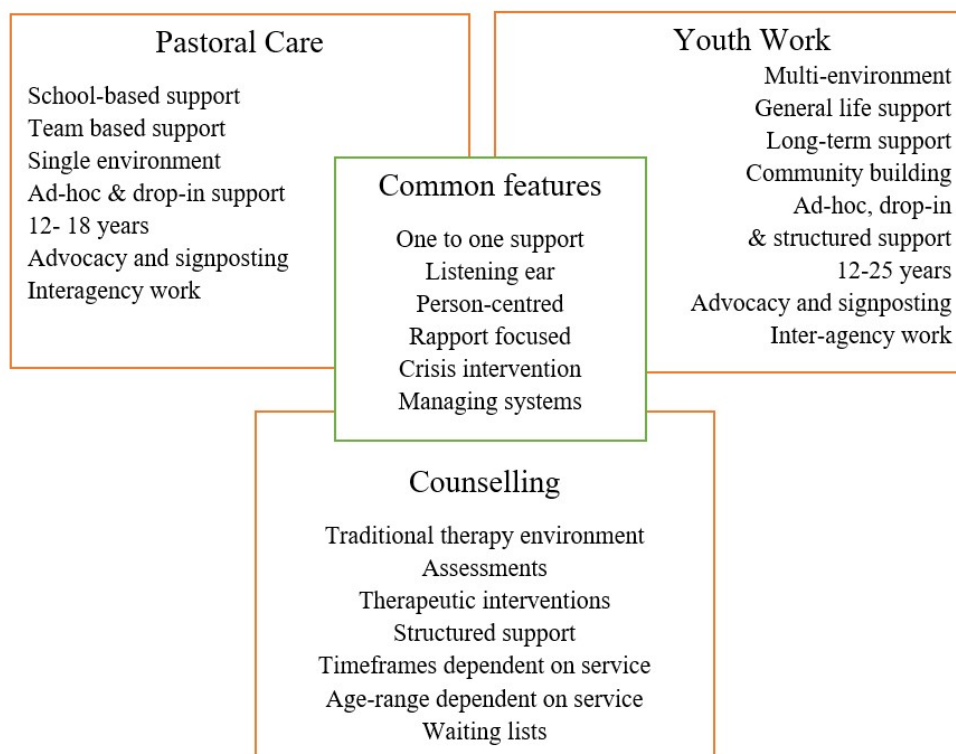 Pastoral Care
School-based support
Team based support
Single environment
Ad-hoc & drop-in support
12- 18 years
Advocacy and signposting
Interagency work
Youth Work
Multi-environment
General life support
Long-term support
Community building
Ad-hoc, drop-in
& structured support
12-25 years
Advocacy and signposting
Inter-agency work
Common features
One to one support
Listening ear
Person-centred
Rapport focused
Crisis intervention
Managing systems
Counselling
Traditional therapy environment
Assessments
Therapeutic interventions
Structured support
Timeframes dependent on service
Age-range dependent on service
Waiting lists